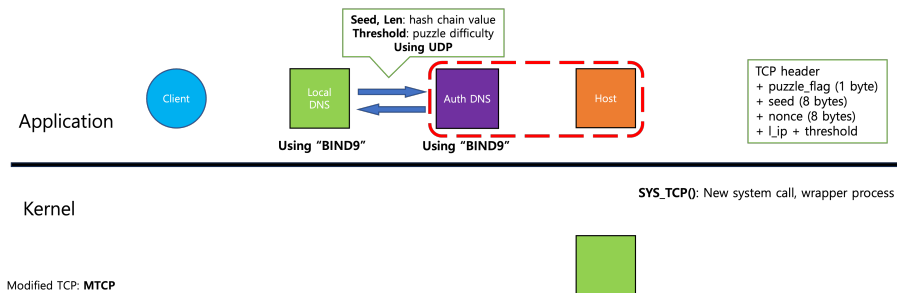 Seed, Len: hash chain value
Threshold: puzzle difficulty
Using UDP
Client
Local
DNS
Auth DNS
Host
TCP header
+ puzzle_flag (1 byte)
+ seed (8 bytes)
+ nonce (8 bytes)
+ l_ip + threshold
Application
Using “BIND9”
Using “BIND9”
SYS_TCP(): New system call, wrapper process
Kernel
Modified TCP: MTCP